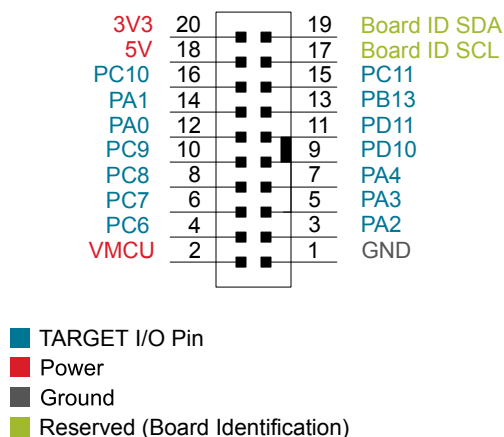 3V3 20 19 Board ID SDA
5V 18 17 Board ID SCL
PC10 16 15 PC11
PA1 14 13 PB13
PA0 12 11 PD11
PC9 10 9 PD10
PC8 8 7 PA4
PC7 6 5 PA3
PC6 4 3 PA2
VMCU 2 1 GND
TARGET I/O Pin
Power
Ground
Reserved (Board Identification)